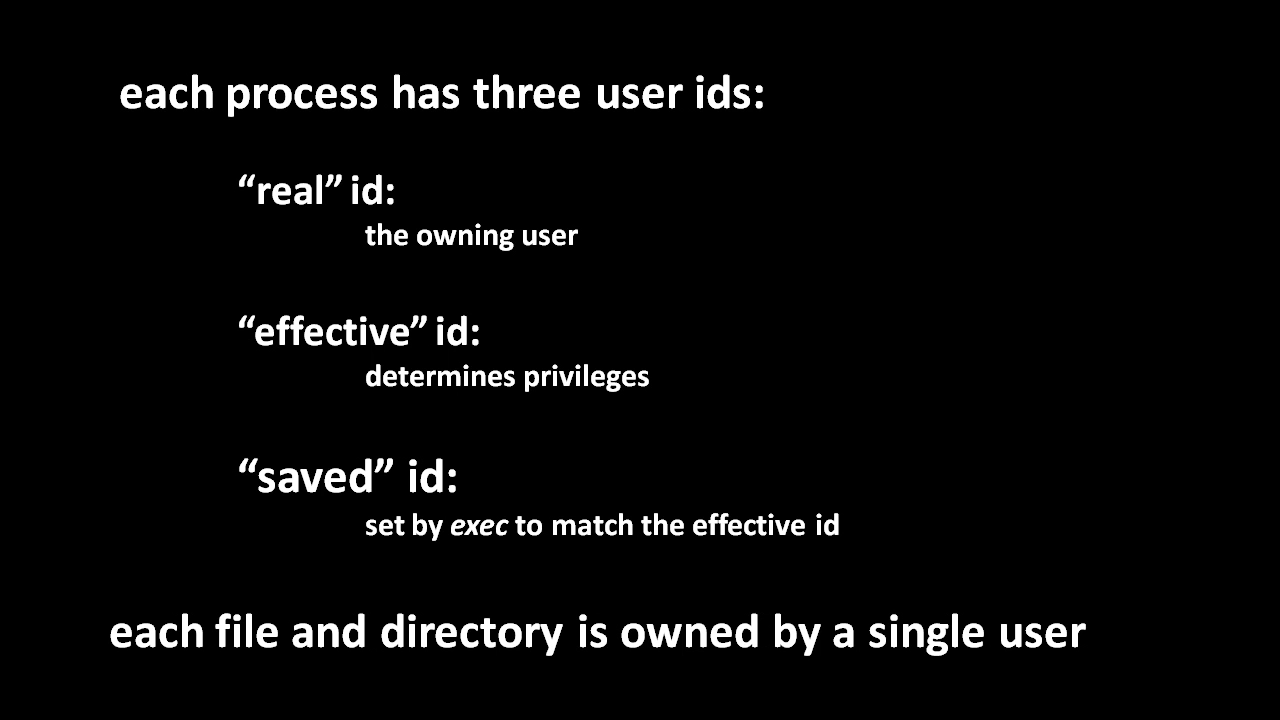 each process has three user ids:
“real” id:
the owning user
“effective” id:
determines privileges
“saved” id:
set by exec to match the effective id
each file and directory is owned by a single user